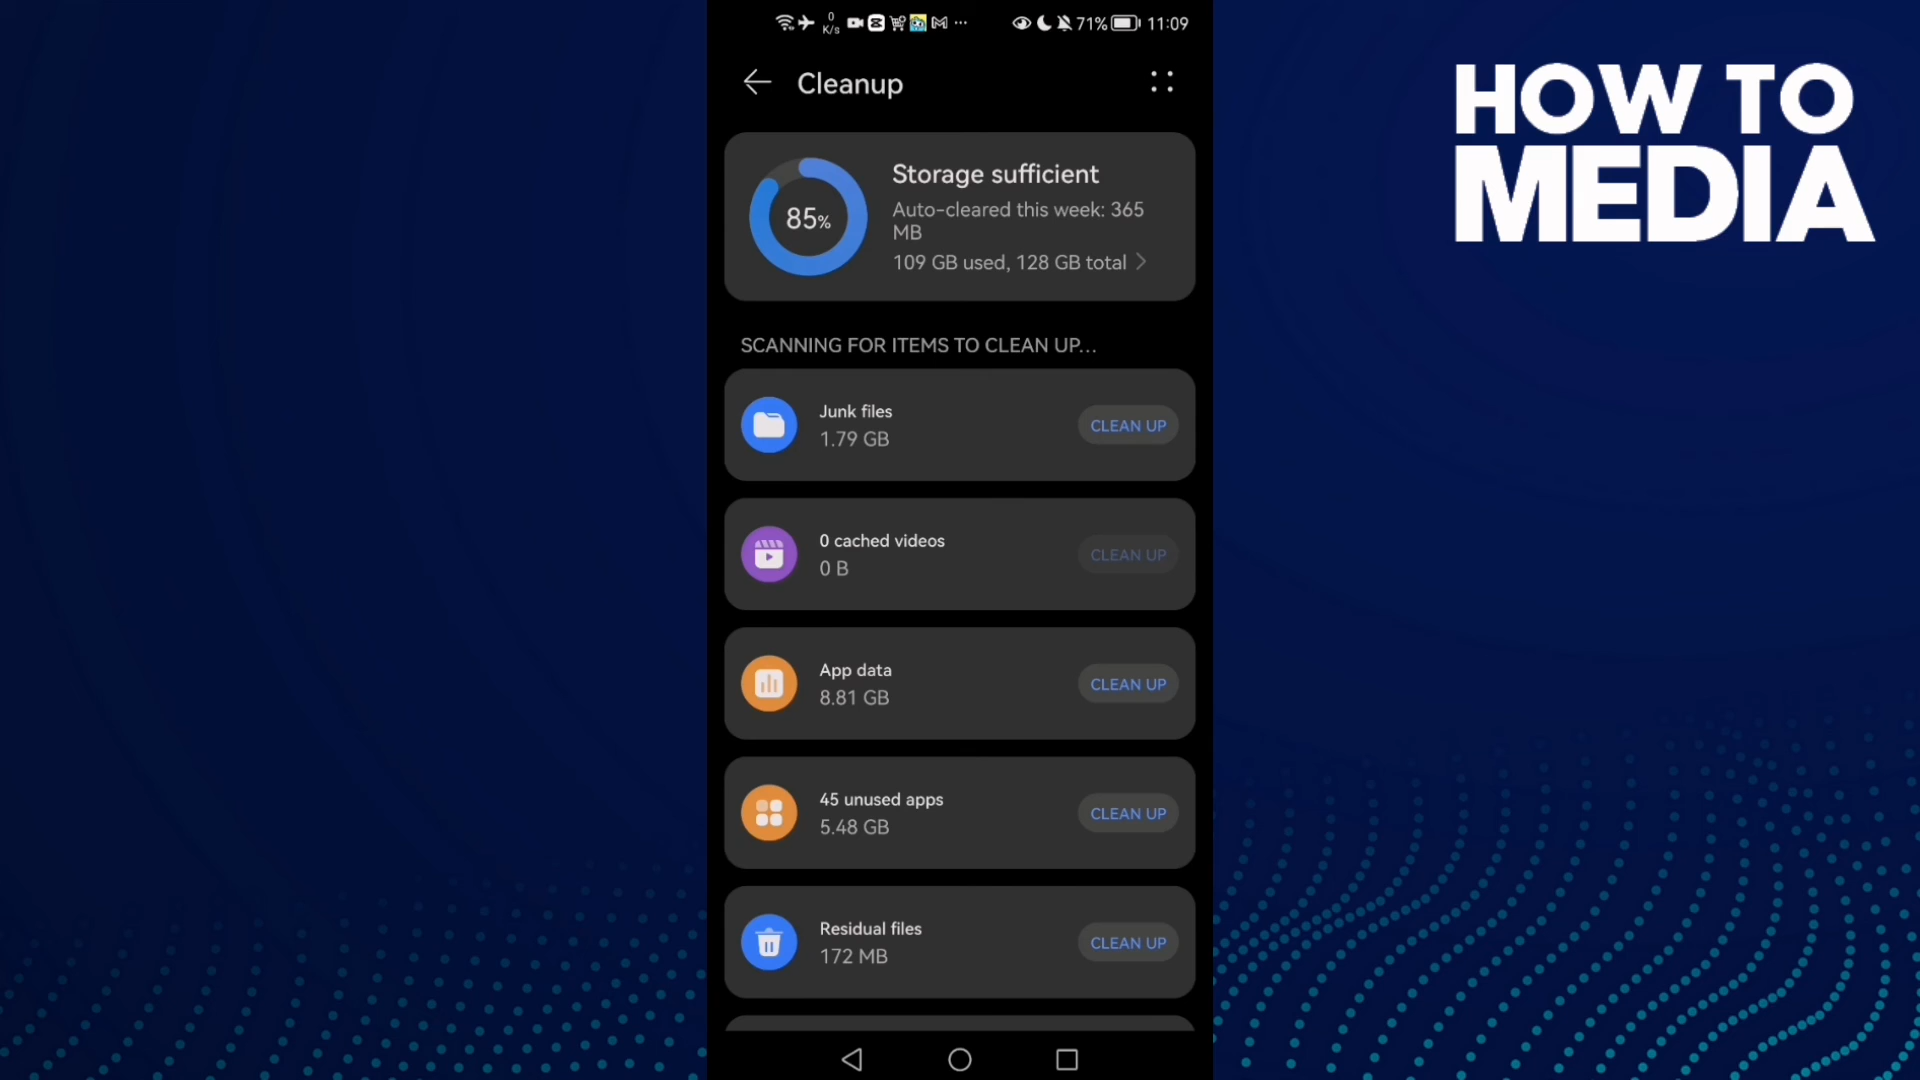 0
K/s
71%
11:09
HOW TO
MEDIA
Cleanup
85%
Storage sufficient
Auto-cleared this week: 365
MB
109 GB used, 128 GB total
SCANNING FOR ITEMS TO CLEAN UP...
Junk files
1.79 GB
CLEAN UP
0 cached videos
0 B
CLEAN UP
App data
8.81 GB
CLEAN UP
45 unused apps
5.48 GB
CLEAN UP
Residual files
172 MB
CLEAN UP